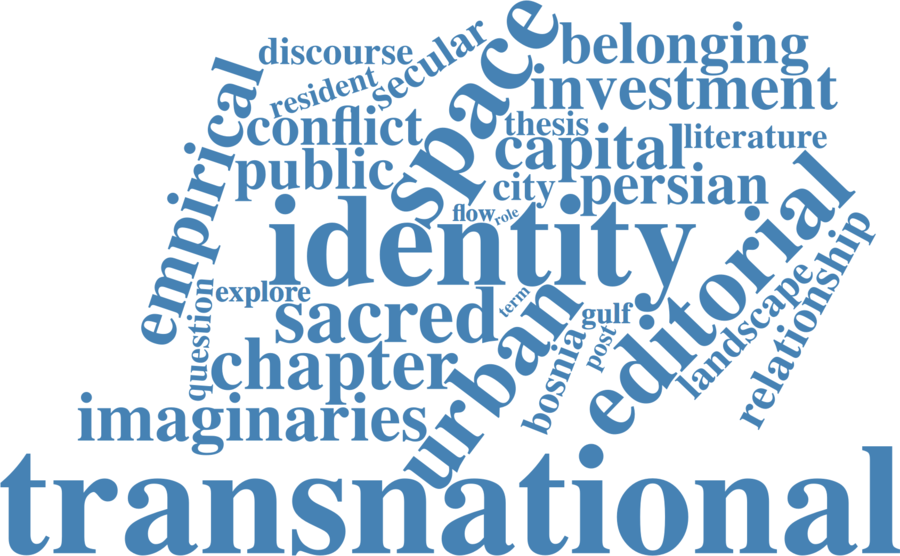 discourse
secular
space
belonging
resident
investment
empirical
conflict
thesis
capital
literature
public
city
persian
flow
role
identity
editorial
relationship
question
explore
sacred
term
urban
gulf
landscape
chapter
bosnia
post
imaginaries
transnational